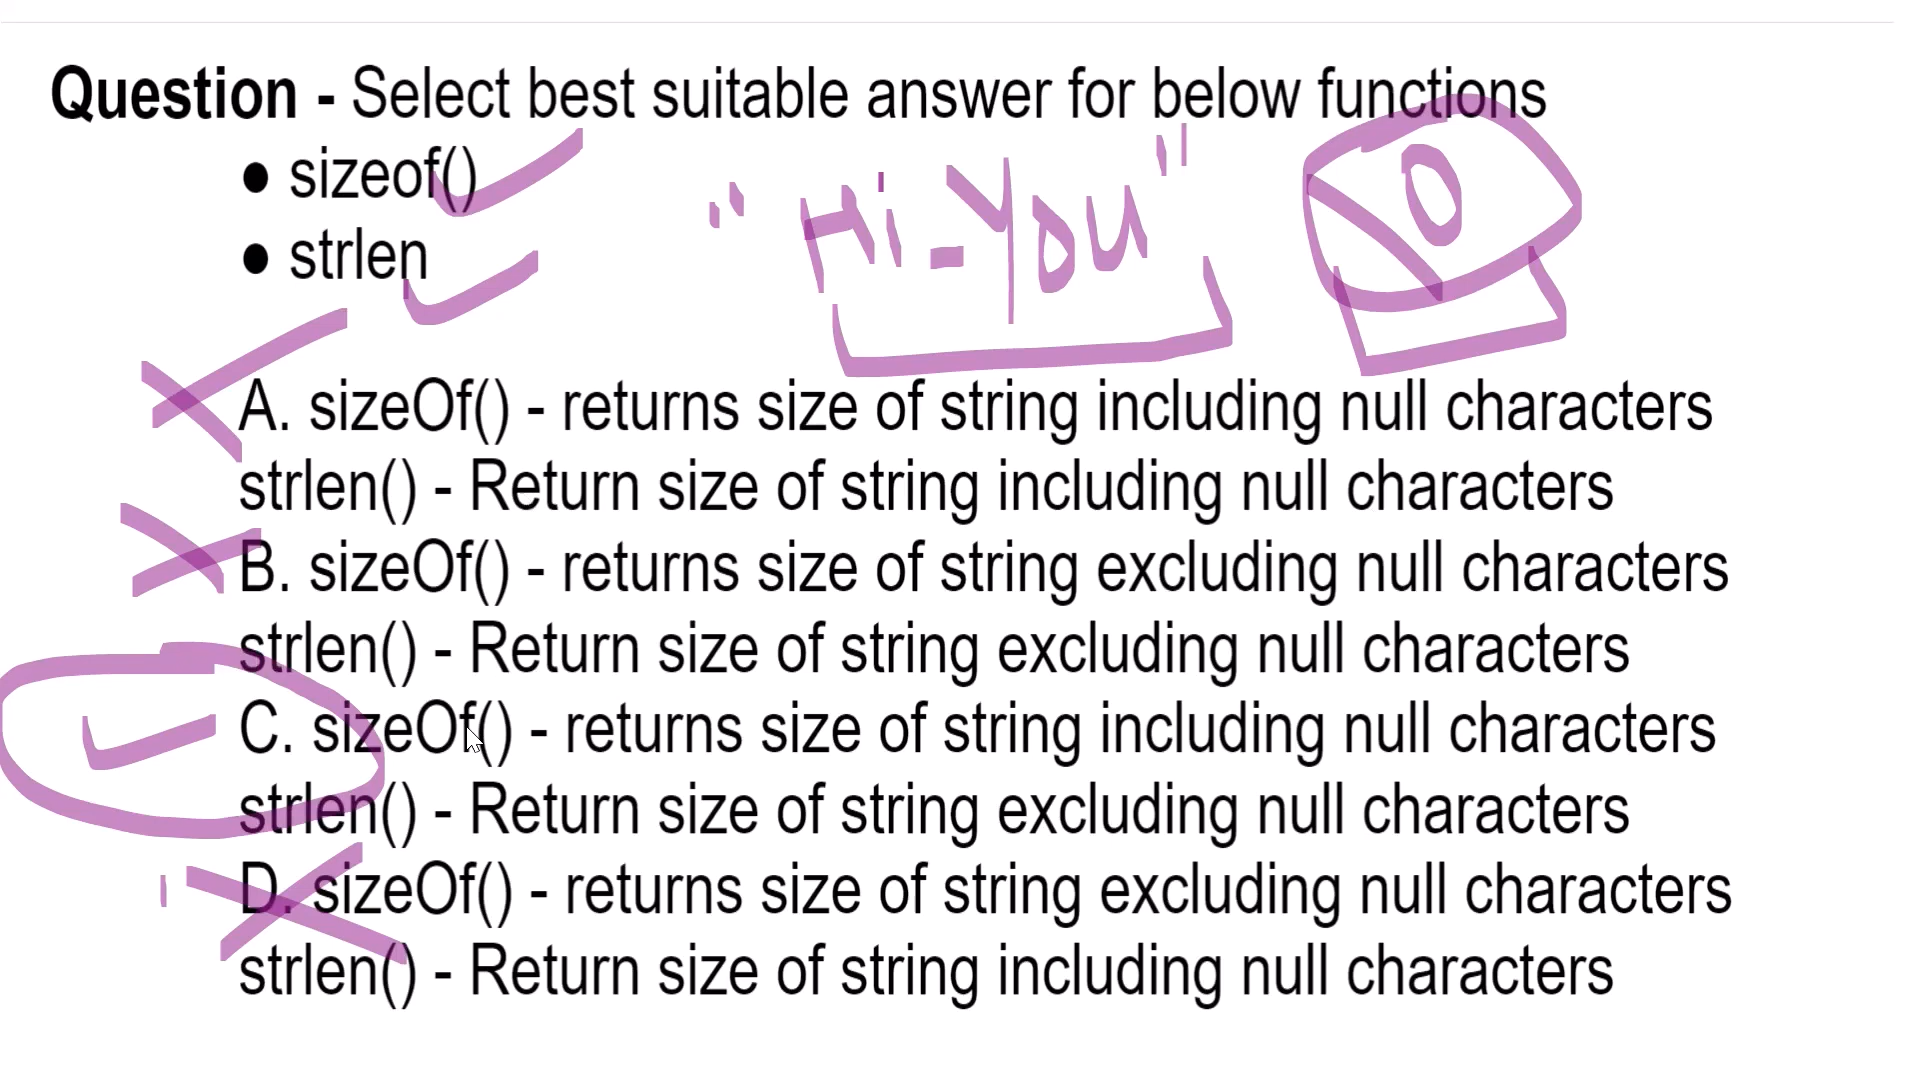 Question - Select best suitable answer for below functions
● sizeof()
● strlen
"Hi-You" \0
A. sizeOf() - returns size of string including null characters
strlen() - Return size of string including null characters
B. sizeOf() - returns size of string excluding null characters
strlen() - Return size of string excluding null characters
C. sizeOf() - returns size of string including null characters
strlen() - Return size of string excluding null characters
D. sizeOf() - returns size of string excluding null characters
strlen() - Return size of string including null characters